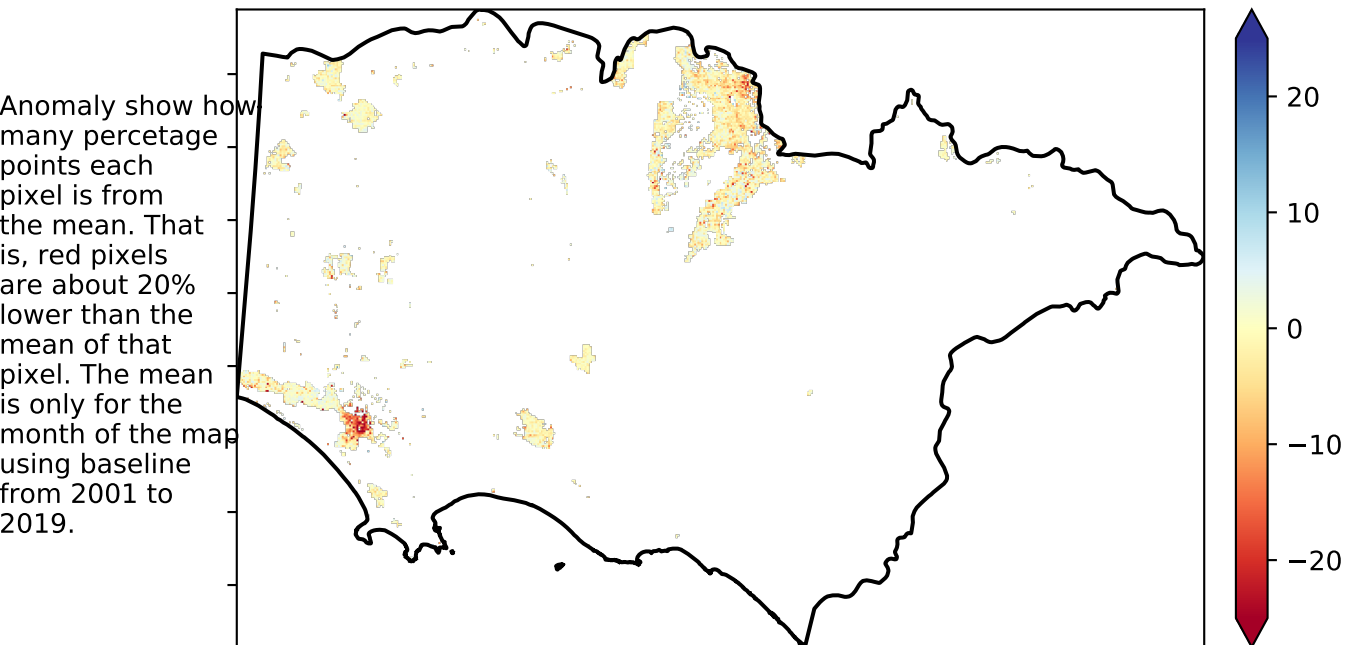 Anomaly show how
many percetage
points each
pixel is from
the mean. That
is, red pixels
are about 20%
lower than the
mean of that
pixel. The mean
is only for the
month of the map
using baseline
from 2001 to
2019.
20
10
0
−10
−20